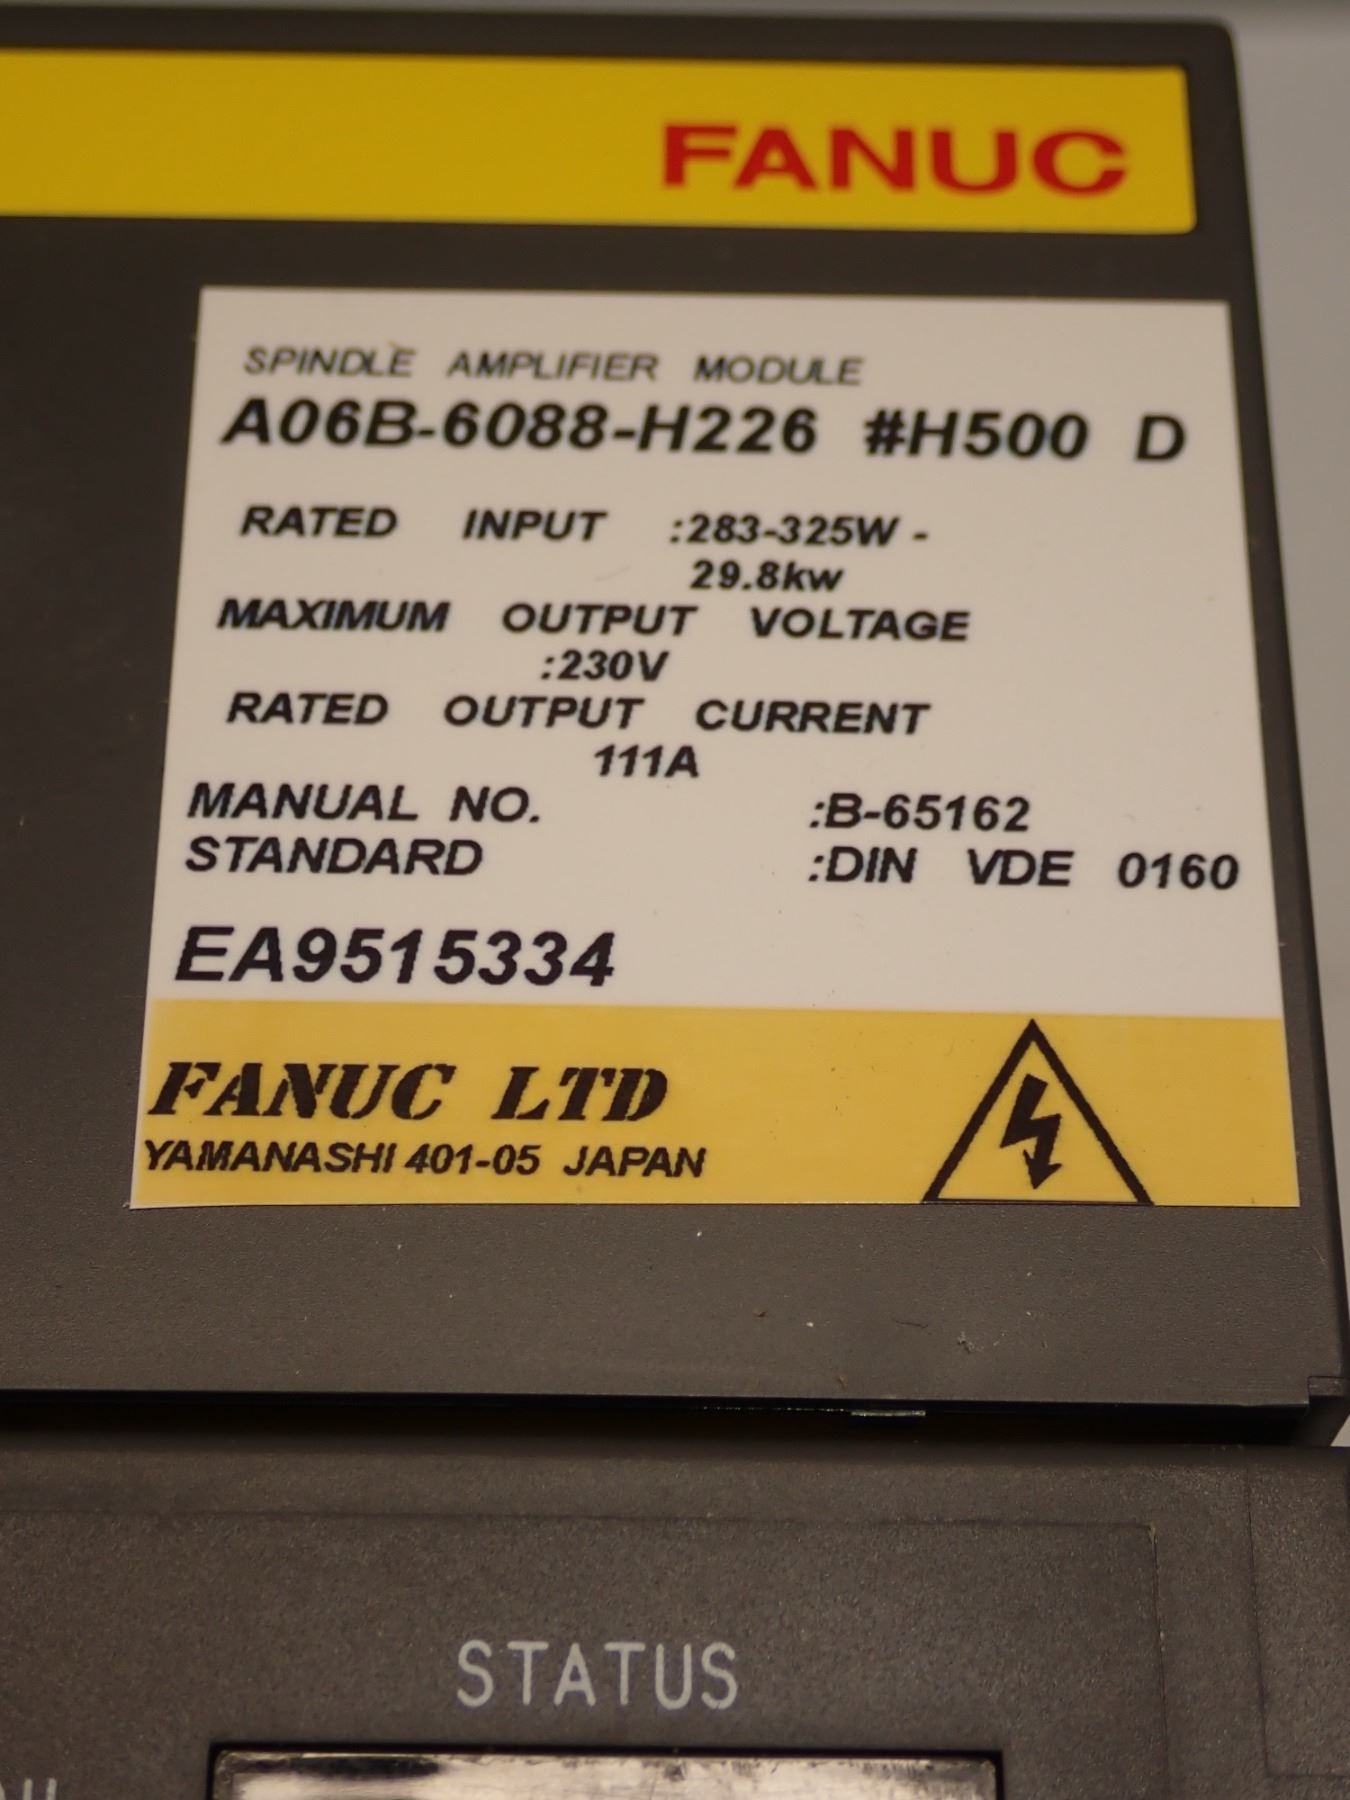 FANUC
SPINDLE AMPLIFIER MODULE
A06B-6088-H226 #H500 D
RATED INPUT :283-325W -
29.8kw
MAXIMUM OUTPUT VOLTAGE
:230V
RATED OUTPUT CURRENT
111A
MANUAL NO. :B-65162
STANDARD :DIN VDE 0160
EA9515334
FANUC LTD
YAMANASHI 401-05 JAPAN
STATUS